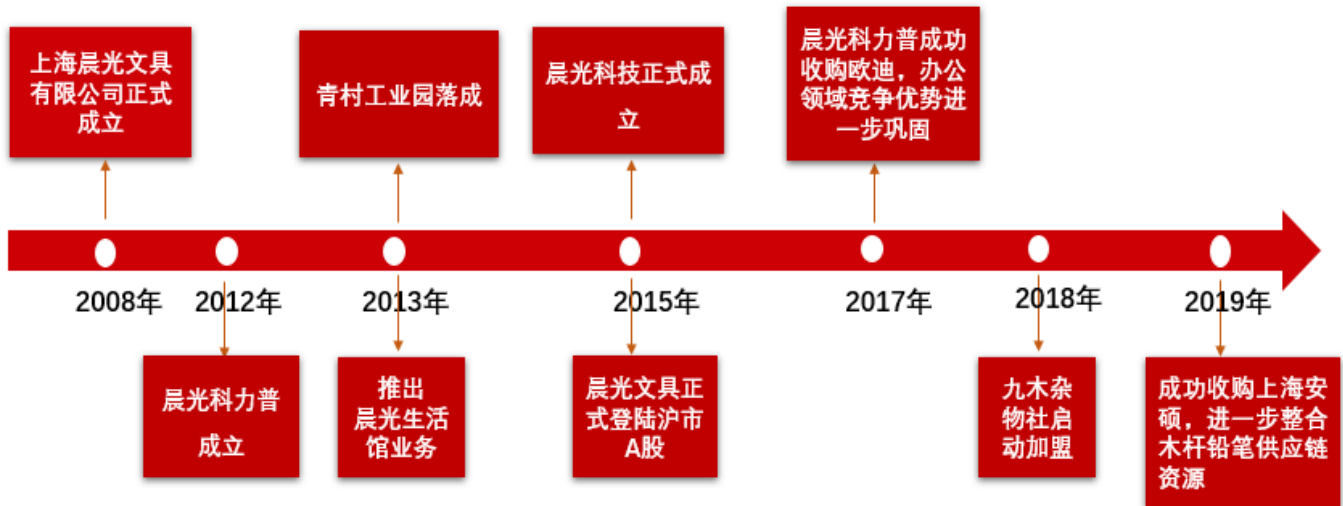 上海晨光文具
有限公司正式
成立
青村工业园落成
晨光科技正式成
立
晨光科力普成功
收购欧迪，办公
领域竞争优势进
一步巩固
2008年
2012年
2013年
2015年
2017年
2018年
2019年
晨光科力普
成立
推出
晨光生活
馆业务
晨光文具正
式登陆沪市
A股
九木杂
物社启
动加盟
成功收购上海安
硕，进一步整合
木杆铅笔供应链
资源